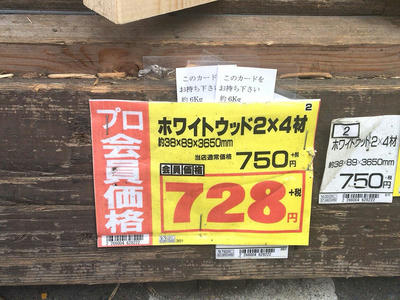 このカードを
お持ち下さい
約6Kg
このカードを
お持ち下さい
約6Kg
2
プロ会員価格
ホワイトウッド2×4材
約38×89×3650mm
当店通常価格 750円+税
会員価格
728円+税
2
ホワイトウッド2×4材
約38×89×3650mm
750円